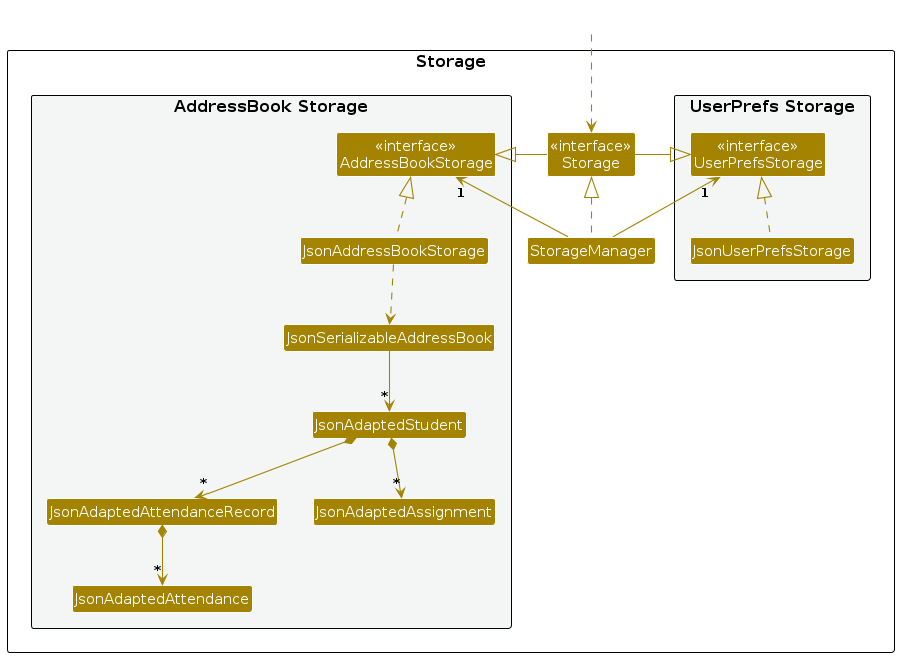 Storage
AddressBook Storage
UserPrefs Storage
«interface»
AddressBookStorage
«interface»
Storage
«interface»
UserPrefsStorage
1
1
JsonAddressBookStorage
StorageManager
JsonUserPrefsStorage
JsonSerializableAddressBook
*
JsonAdaptedStudent
*
*
JsonAdaptedAttendanceRecord
JsonAdaptedAssignment
*
JsonAdaptedAttendance